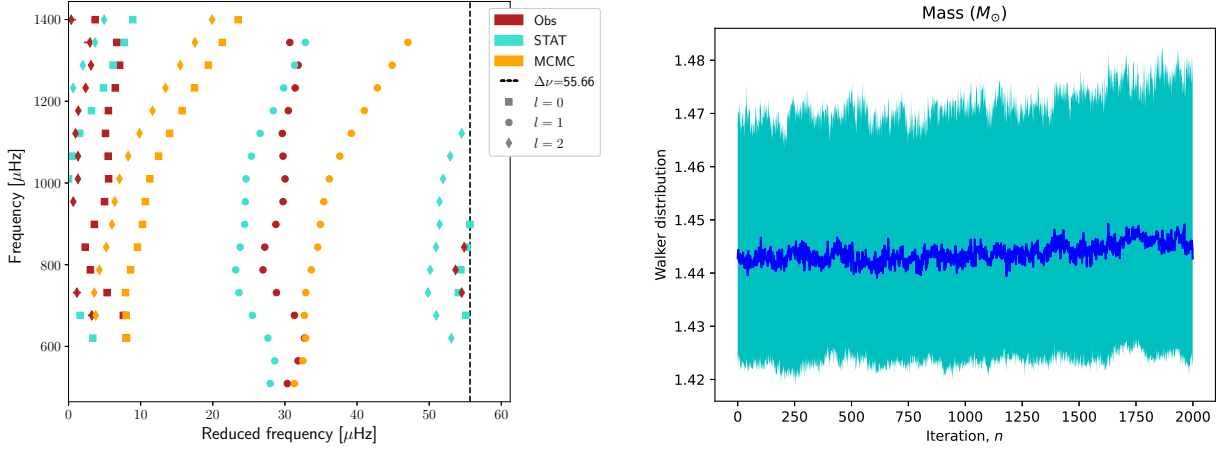 1400
1200
1000
800
600
Frequency [μHz]
0 10 20 30 40 50 60
Reduced frequency [μHz]
Obs
STAT
MCMC
Δν=55.66
l = 0
l = 1
l = 2
Mass (M⊙)
1.48
1.47
1.46
1.45
1.44
1.43
1.42
Walker distribution
0 250 500 750 1000 1250 1500 1750 2000
Iteration, n